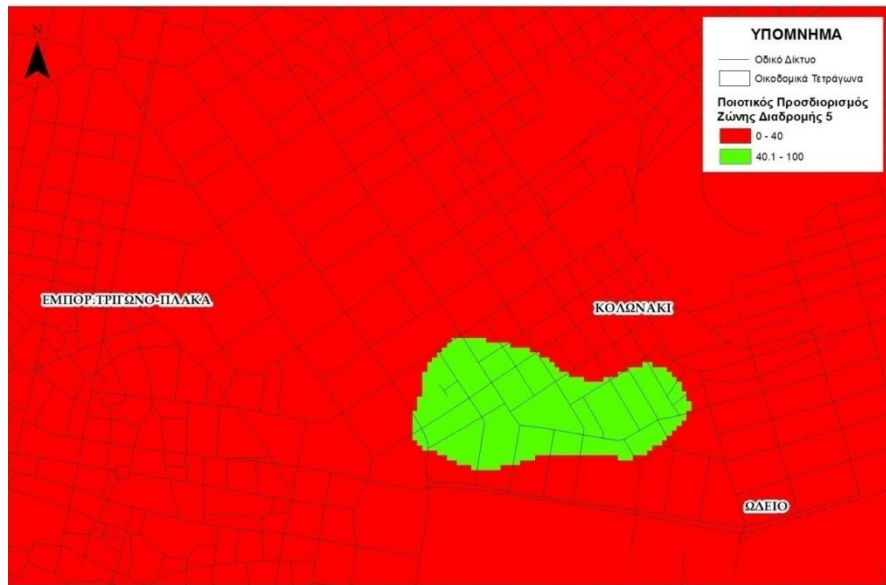 N
ΥΠΟΜΝΗΜΑ
Οδικό Δίκτυο
Οικοδομικά Τετράγωνα
Ποιοτικός Προσδιορισμός
Ζώνης Διαδρομής 5
0 - 40
40.1 - 100
ΕΜΠΟΡ.ΤΡΙΓΩΝΟ-ΠΛΑΚΑ
ΚΟΛΩΝΑΚΙ
ΩΔΕΙΟ